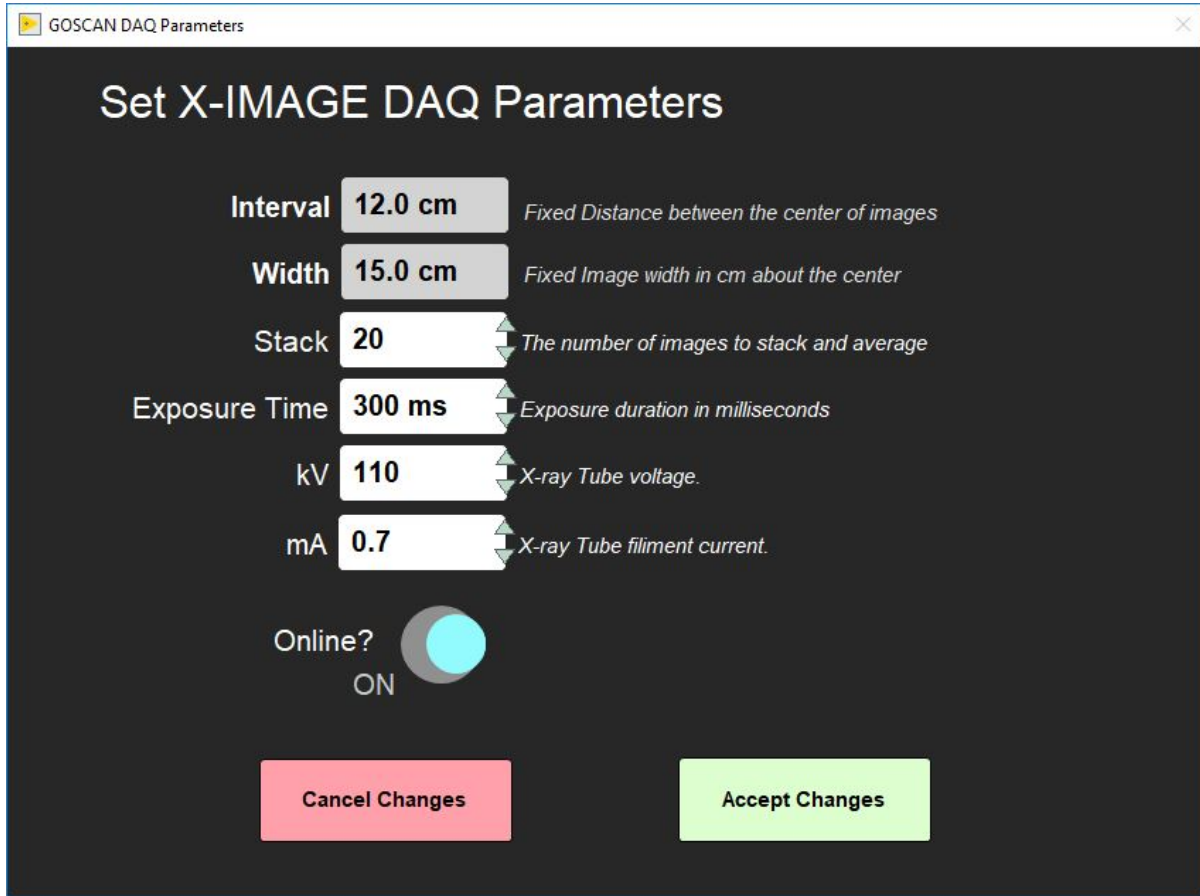 GOSCAN DAQ Parameters
Set X-IMAGE DAQ Parameters
Interval 12.0 cm Fixed Distance between the center of images
Width 15.0 cm Fixed Image width in cm about the center
Stack 20 The number of images to stack and average
Exposure Time 300 ms Exposure duration in milliseconds
kV 110 X-ray Tube voltage.
mA 0.7 X-ray Tube filiment current.
Online?
ON
Cancel Changes Accept Changes